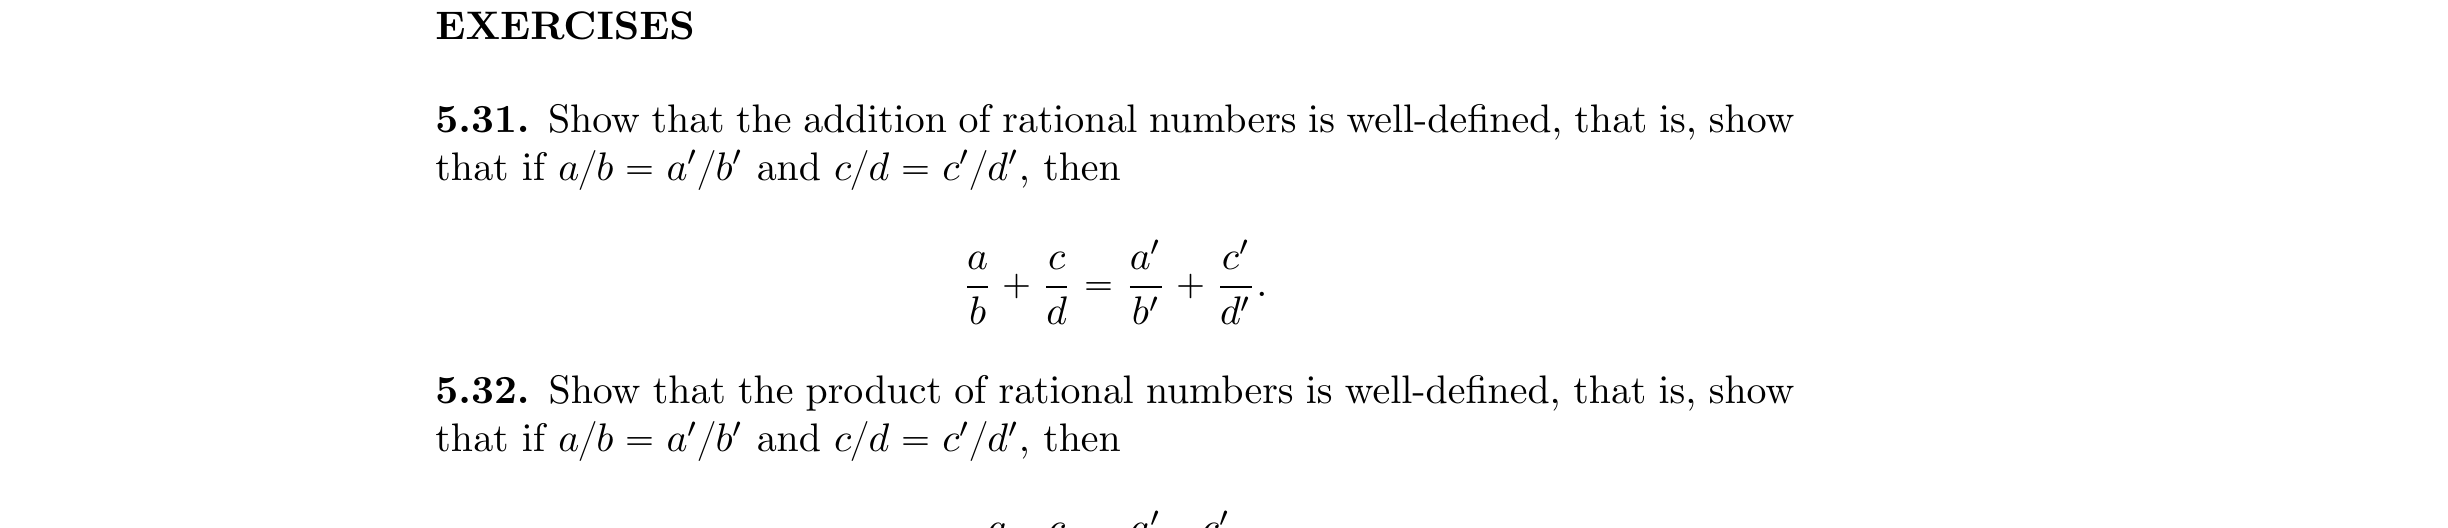 EXERCISES
5.31. Show that the addition of rational numbers is well-defined, that is, show
that if a/b = a′/b′ and c/d = c′/d′, then
a/b + c/d = a′/b′ + c′/d′.
5.32. Show that the product of rational numbers is well-defined, that is, show
that if a/b = a′/b′ and c/d = c′/d′, then